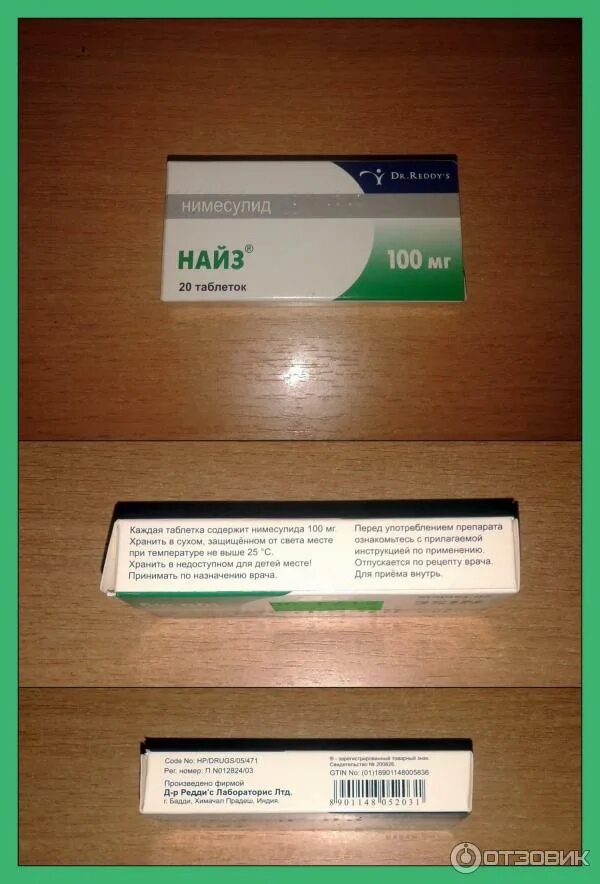 DR.REDDY'S
нимесулид
НАЙЗ®
100 мг
20 таблеток
Каждая таблетка содержит нимесулида 100 мг.
Хранить в сухом, защищённом от света месте
при температуре не выше 25 °С.
Хранить в недоступном для детей месте!
Принимать по назначению врача.
Перед употреблением препарата
ознакомьтесь с прилагаемой
инструкцией по применению.
Отпускается по рецепту врача.
Для приёма внутрь.
Code No: HP/DRUGS/05/471
Рег. номер: П N012824/03
Произведено фирмой
Д-р Редди'с Лабораторис Лтд.
г. Бадди, Химачал Прадеш, Индия.
® - зарегистрированный товарный знак.
Свидетельство № 200826.
GTIN No: (01)18901148005836
8 901148 052031
ОТЗОВИК